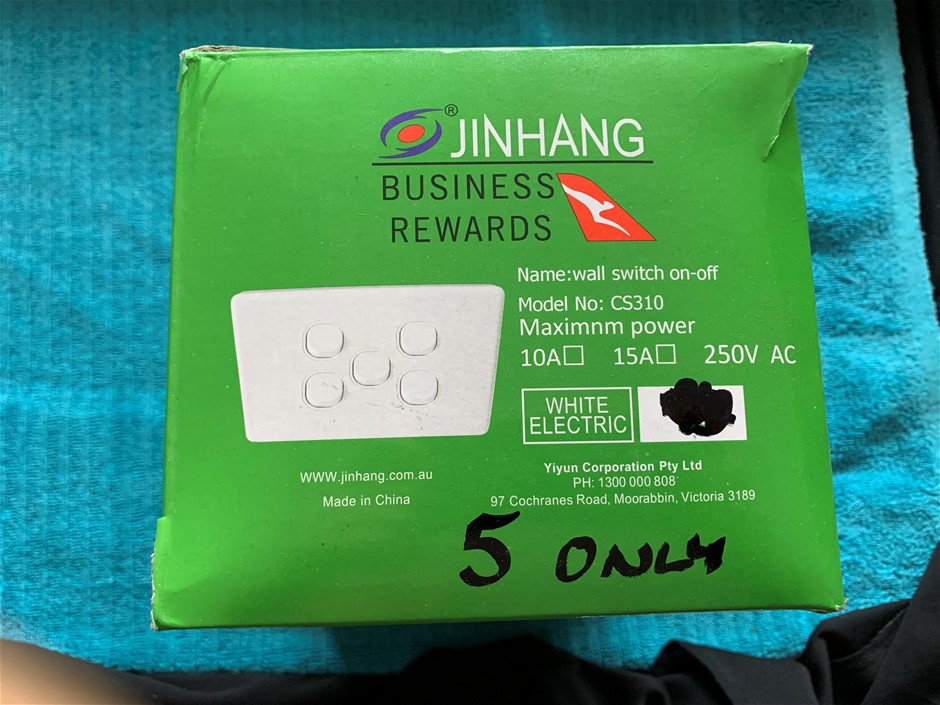 ® JINHANG
BUSINESS
REWARDS
Name:wall switch on-off
Model No: CS310
Maximnm power
10A☐ 15A☐ 250V AC
WHITE
ELECTRIC
www.jinhang.com.au
Made in China
Yiyun Corporation Pty Ltd
PH: 1300 000 808
97 Cochranes Road, Moorabbin, Victoria 3189
5 ONLY